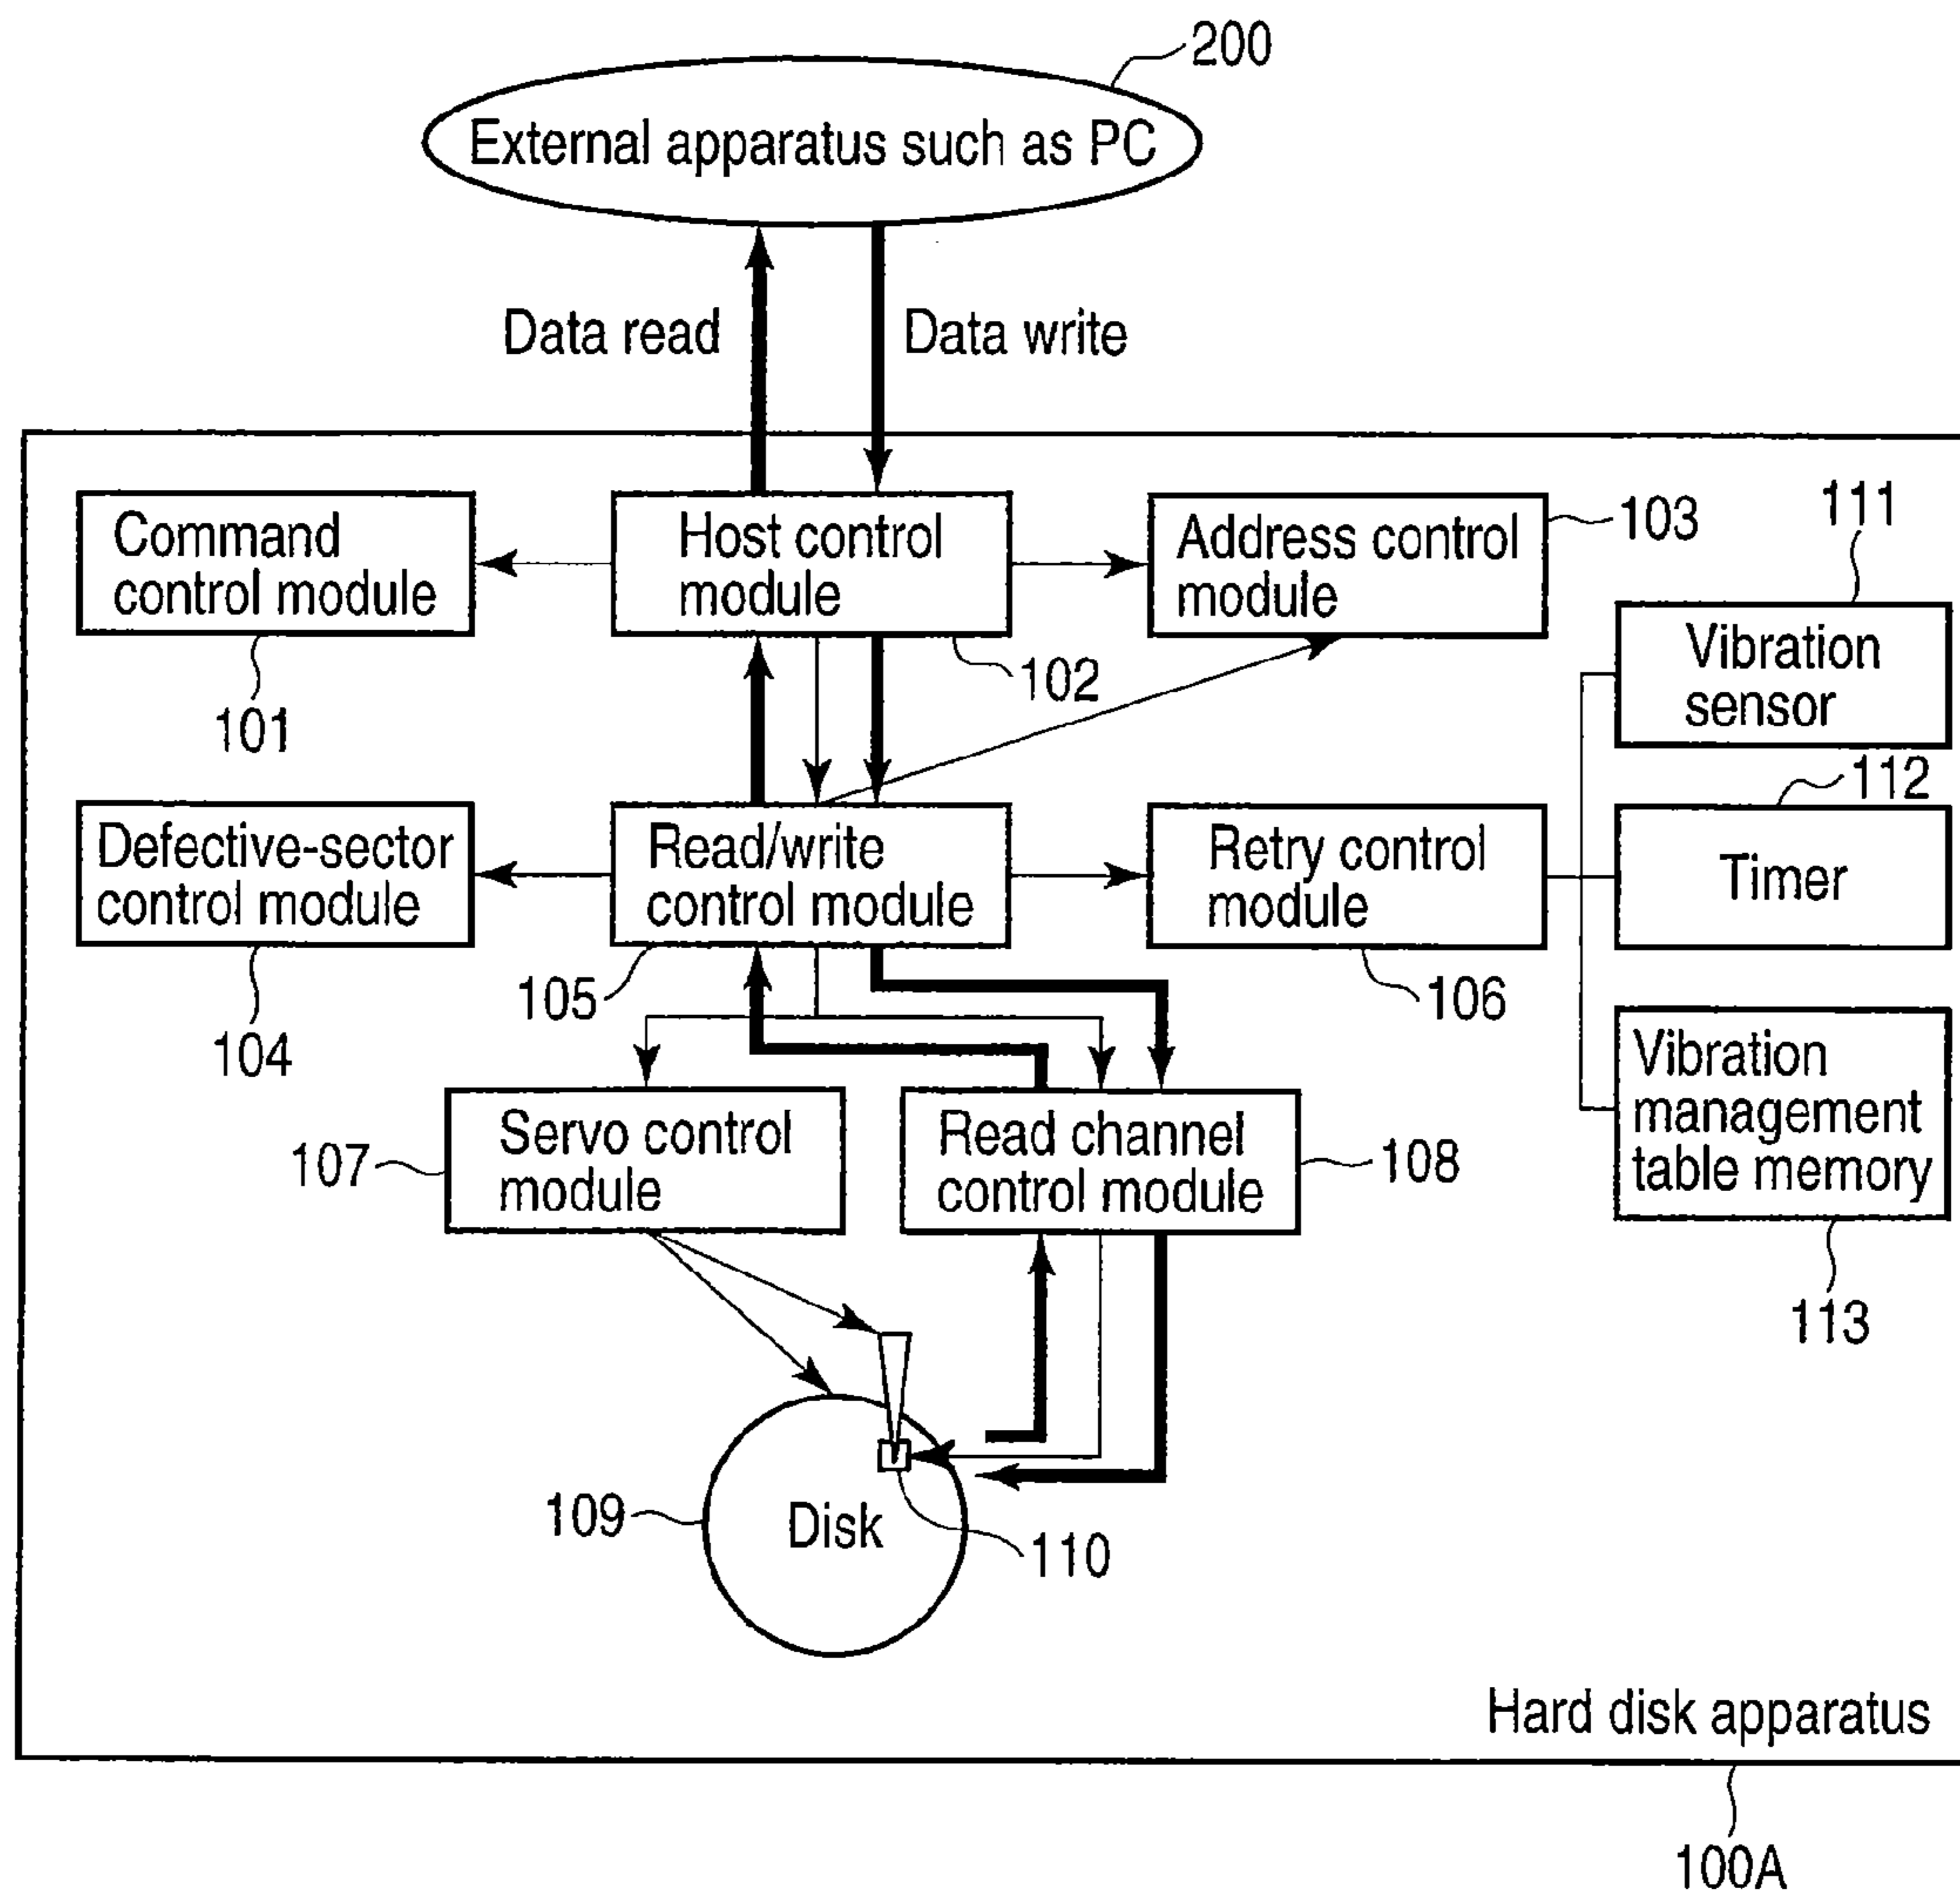 200
External apparatus such as PC
Data read
Data write
Command
control module
101
Host control
module
102
Address control
module
103
111
Vibration
sensor
Defective-sector
control module
104
Read/write
control module
105
Retry control
module
106
112
Timer
Vibration
management
table memory
113
107
Servo control
module
Read channel
control module
108
109
Disk
110
Hard disk apparatus
100A